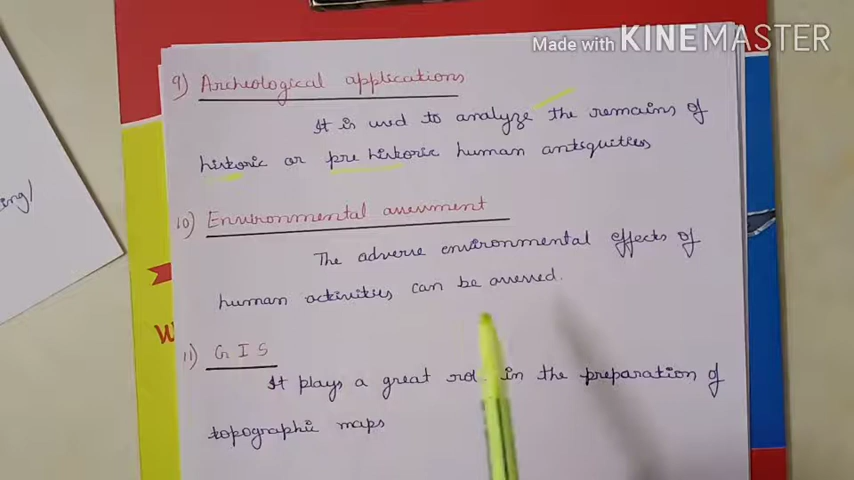 Made with KINEMASTER
9) Archeological applications
It is used to analyze the remains of
historic or pre historic human antiquities
10) Environmental assessment
The adverse environmental effects of
human activities can be assessed.
11) GIS
It plays a great role in the preparation of
topographic maps
ing/
W